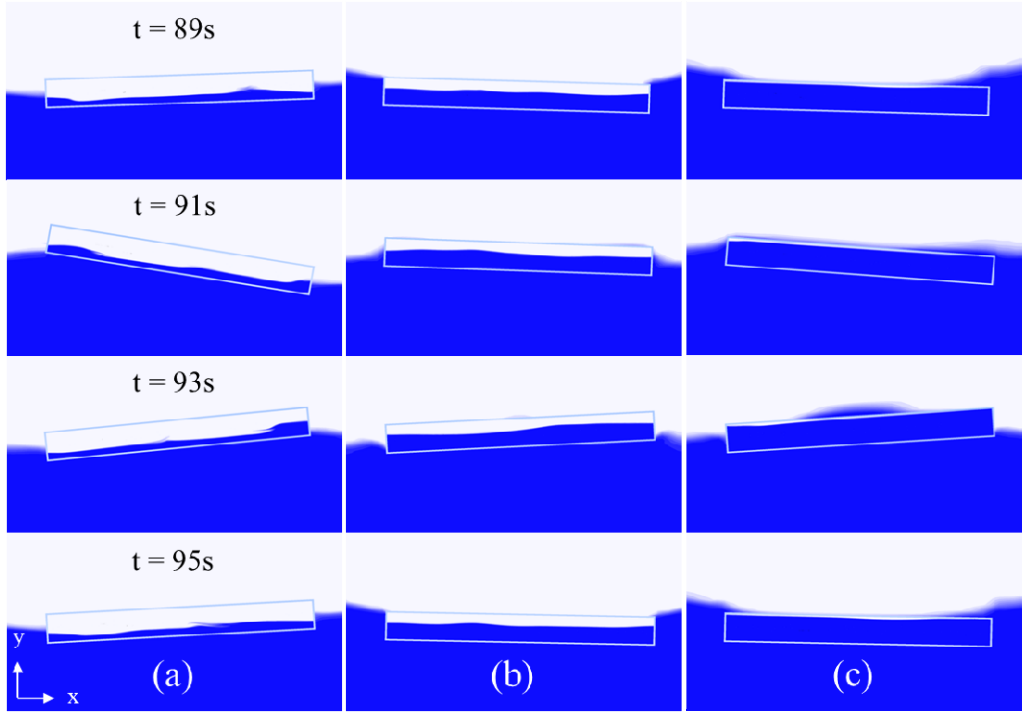 t = 89s
t = 91s
t = 93s
t = 95s
y
x
(a)
(b)
(c)